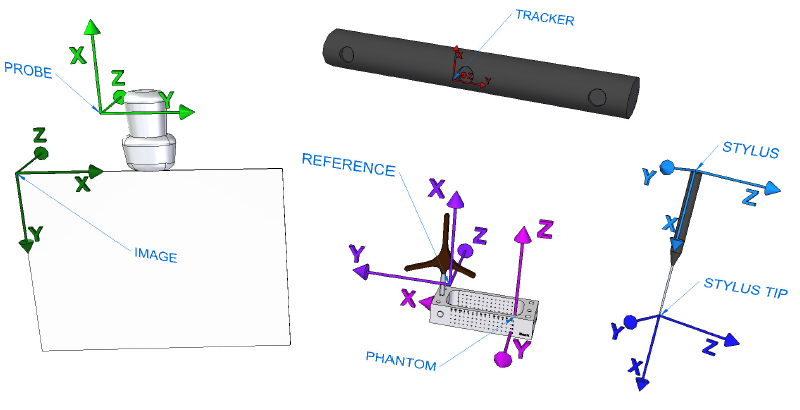 TRACKER
X
Y
Z
X
Z
Y
PROBE
Z
X
Y
IMAGE
REFERENCE
X
Z
Y
Z
X
Y
PHANTOM
STYLUS
Y
Z
X
STYLUS TIP
Y
Z
X